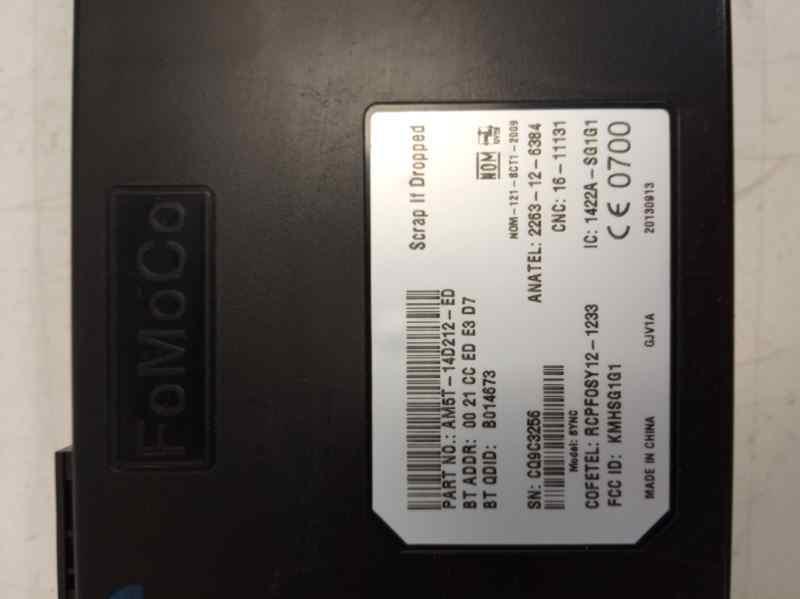 FoMoCo
Scrap If Dropped
PART NO.: AM5T-14D212-ED
BT ADDR: 00 21 CC ED E3 D7
BT QDID: B014673
NOM
NYCE
NOM-121-SCT1-2009
SN: CQ9C3256
ANATEL: 2263-12-6384
Model: SYNC
CNC: 16-11131
COFETEL: RCPFOSY12-1233
IC: 1422A-SG1G1
FCC ID: KMHSG1G1
CE 0700
MADE IN CHINA
GJV1A
20130913